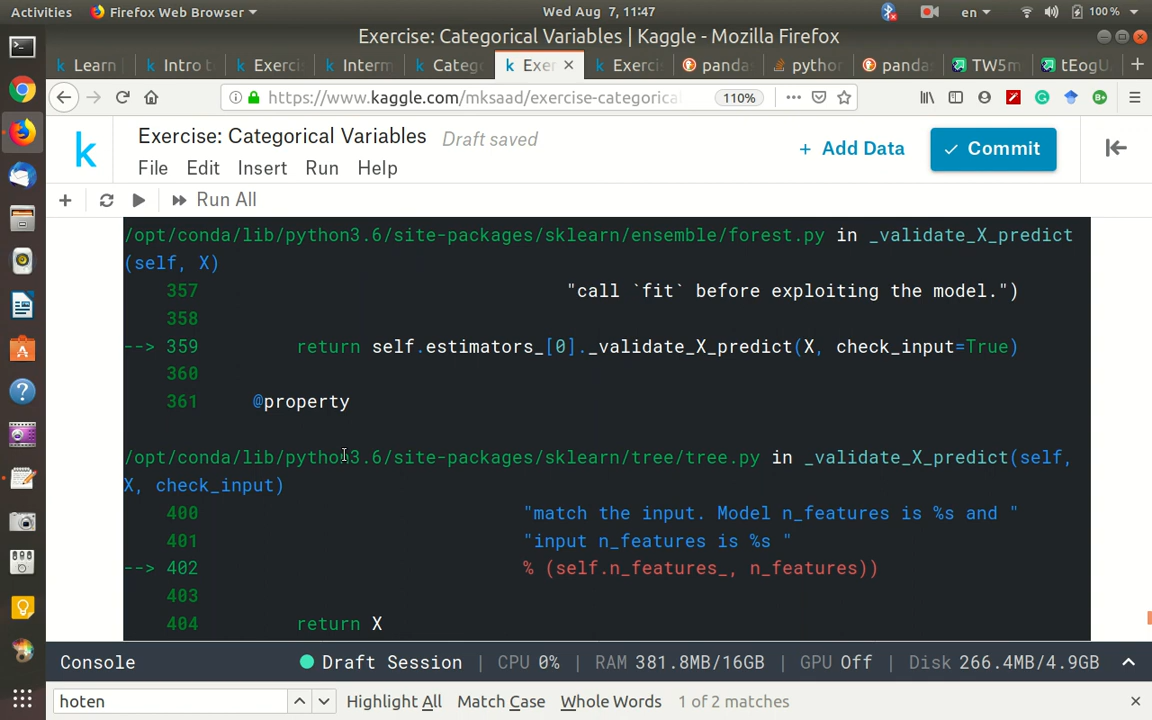 Activities Firefox Web Browser Wed Aug 7, 11:47 en 100 %
Exercise: Categorical Variables | Kaggle - Mozilla Firefox
Learn Intro t Exerci Interm Catego Exer Exerci panda python panda TW5m tEogU
https://www.kaggle.com/mksaad/exercise-categorica 110%
Exercise: Categorical Variables Draft saved
+ Add Data Commit
File Edit Insert Run Help
Run All
/opt/conda/lib/python3.6/site-packages/sklearn/ensemble/forest.py in _validate_X_predict
(self, X)
357 "call `fit` before exploiting the model.")
358
--> 359 return self.estimators_[0]._validate_X_predict(X, check_input=True)
360
361 @property
/opt/conda/lib/python3.6/site-packages/sklearn/tree/tree.py in _validate_X_predict(self,
X, check_input)
400 "match the input. Model n_features is %s and "
401 "input n_features is %s "
--> 402 % (self.n_features_, n_features))
403
404 return X
Console Draft Session | CPU 0% | RAM 381.8MB/16GB | GPU Off | Disk 266.4MB/4.9GB
hoten Highlight All Match Case Whole Words 1 of 2 matches